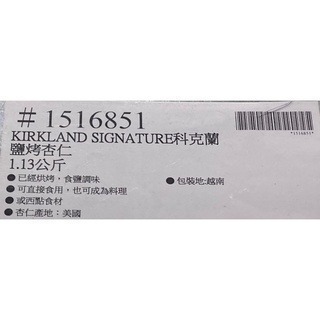 # 1516851
KIRKLAND SIGNATURE科克蘭
鹽烤杏仁
1.13公斤
●已經烘烤，食鹽調味 ●包裝地:越南
●可直接食用，也可成為料理
●或西點食材
●杏仁產地：美國
*1516851*